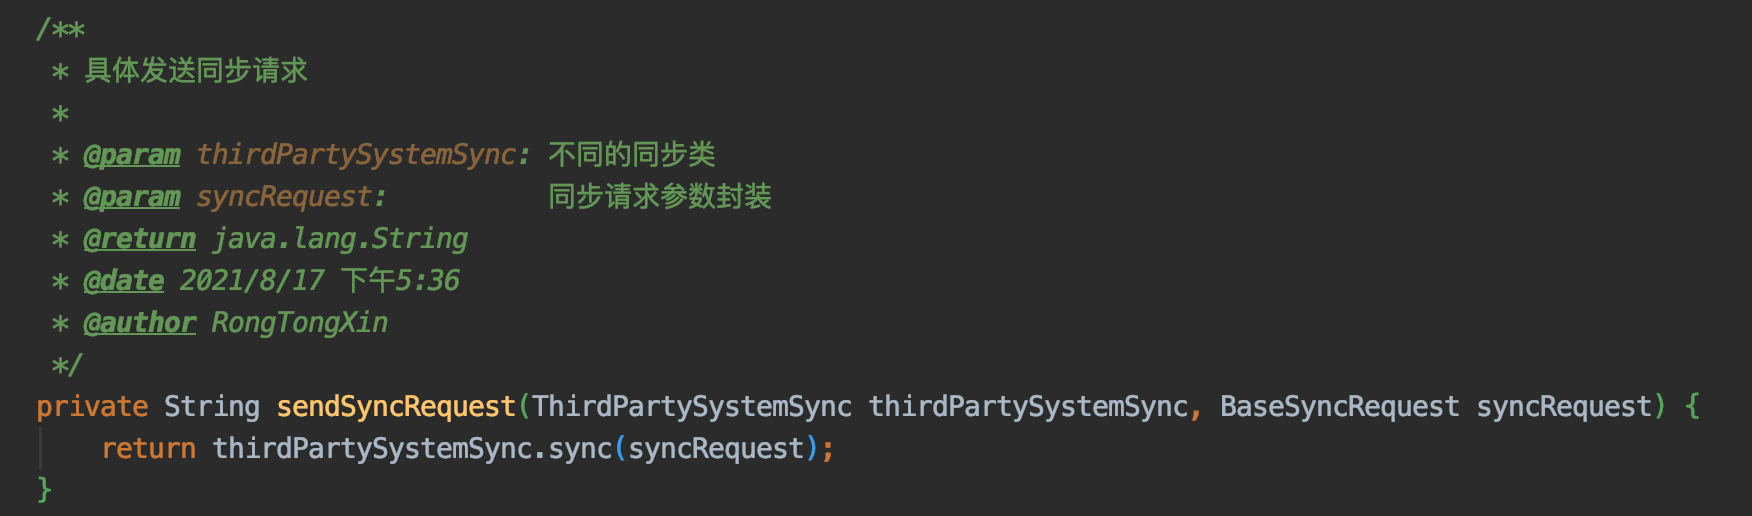 /**
 * 具体发送同步请求
 *
 * @param thirdPartySystemSync: 不同的同步类
 * @param syncRequest:          同步请求参数封装
 * @return java.lang.String
 * @date 2021/8/17 下午5:36
 * @author RongTongXin
 */
private String sendSyncRequest(ThirdPartySystemSync thirdPartySystemSync, BaseSyncRequest syncRequest) {
    return thirdPartySystemSync.sync(syncRequest);
}